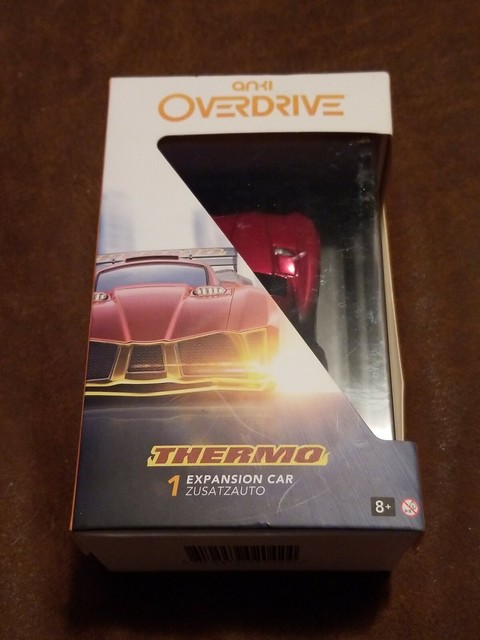 anki
OVERDRIVE
THERMO
1 EXPANSION CAR
ZUSATZAUTO
8+